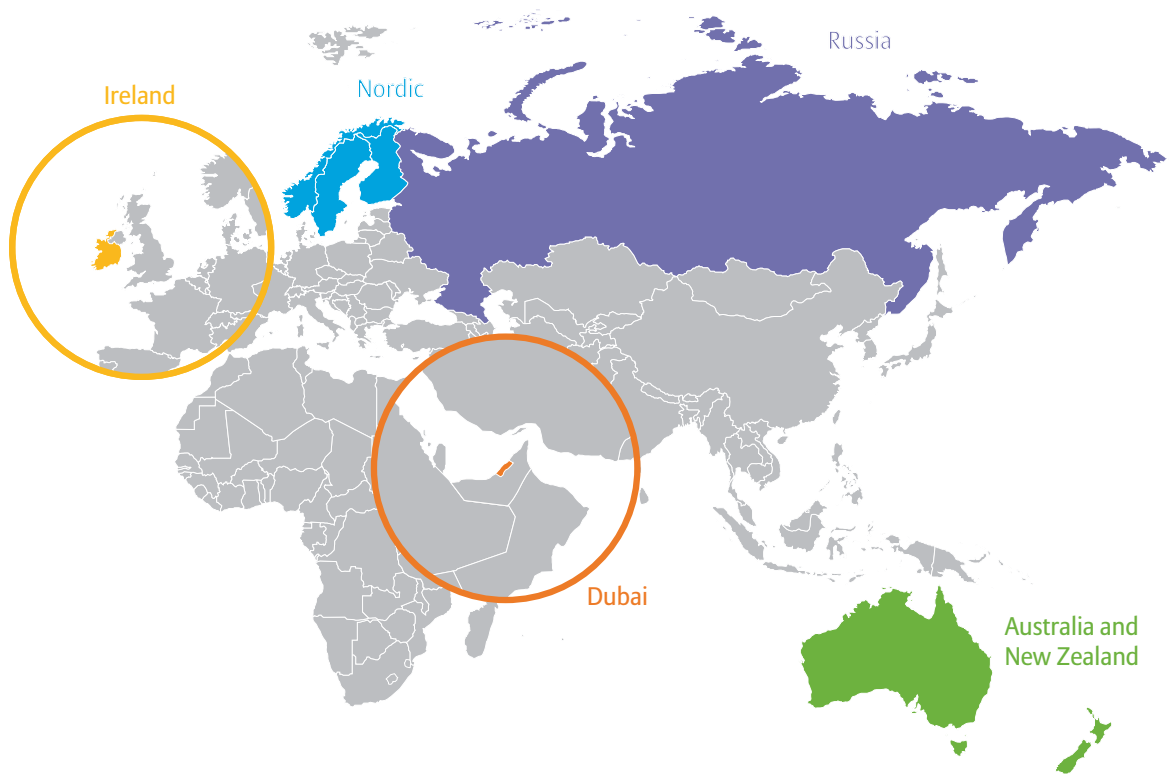 Russia
Nordic
Ireland
Dubai
Australia and
New Zealand